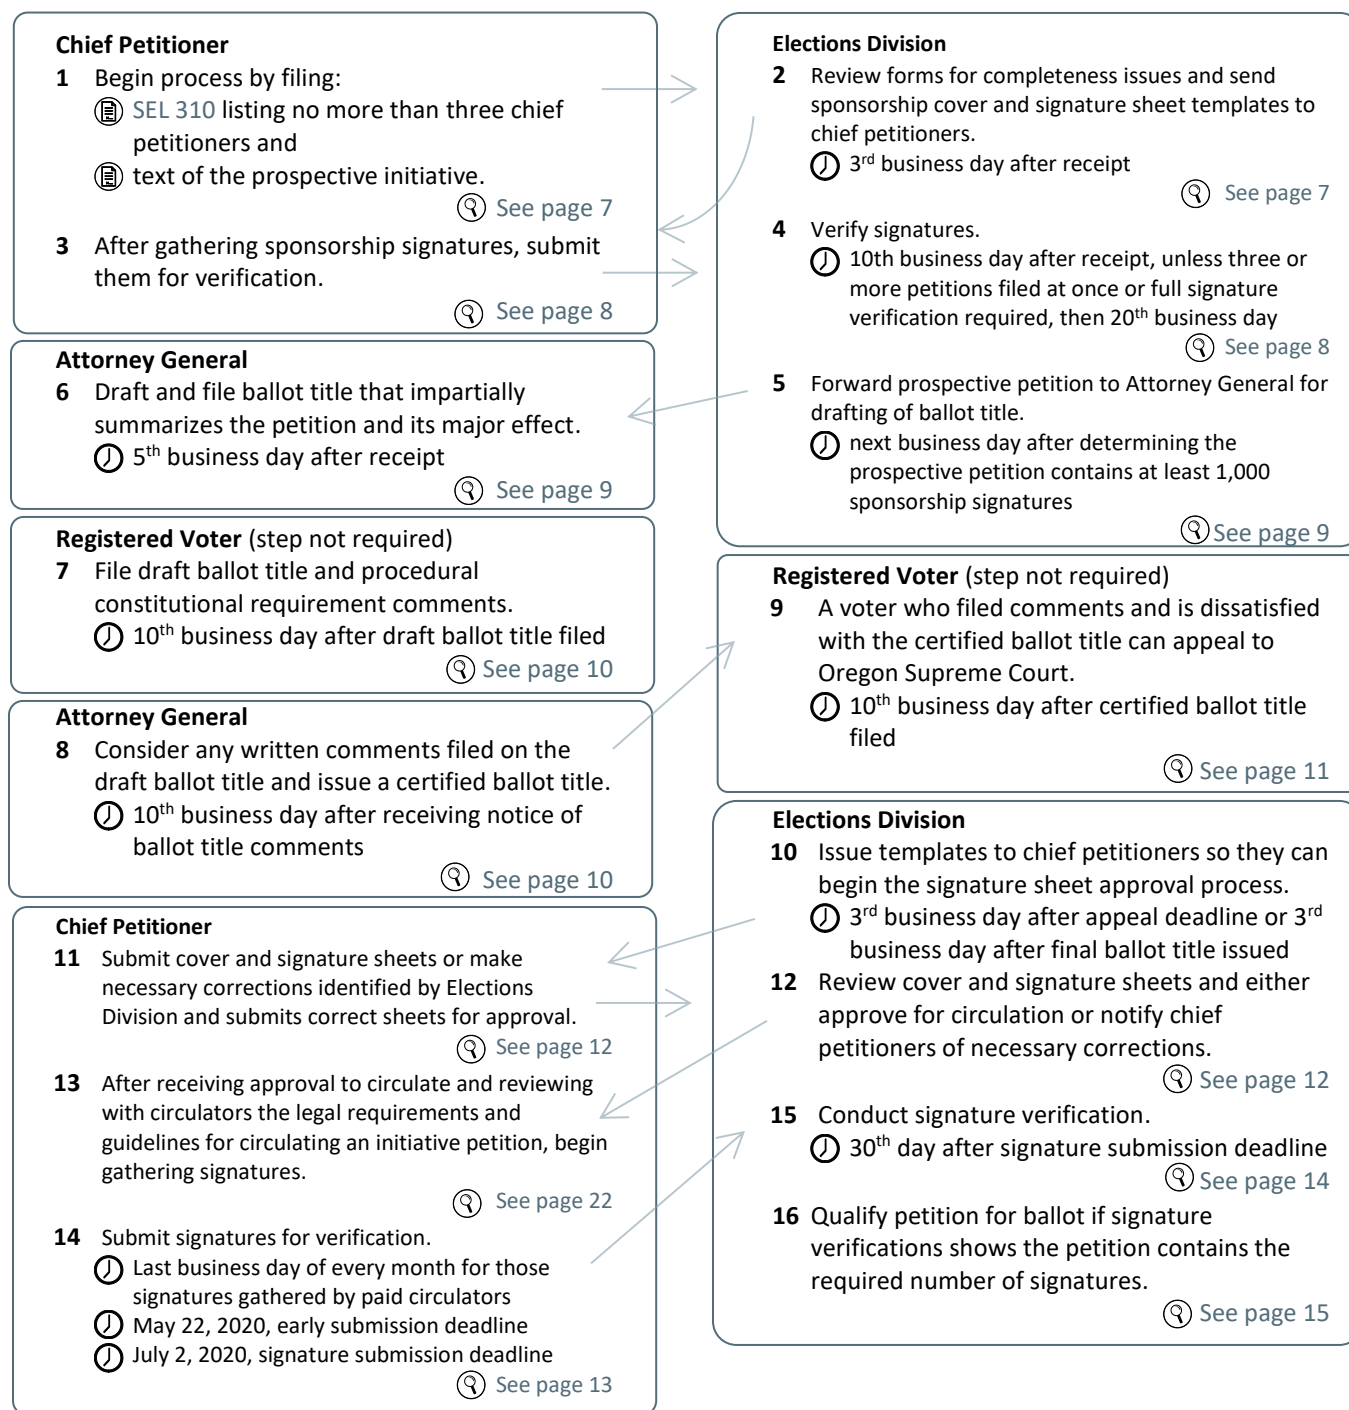 Chief Petitioner
1 Begin process by filing:
SEL 310 listing no more than three chief
petitioners and
text of the prospective initiative.
See page 7
3 After gathering sponsorship signatures, submit
them for verification.
See page 8
Elections Division
2 Review forms for completeness issues and send
sponsorship cover and signature sheet templates to
chief petitioners.
3rd business day after receipt
See page 7
4 Verify signatures.
10th business day after receipt, unless three or
more petitions filed at once or full signature
verification required, then 20th business day
See page 8
5 Forward prospective petition to Attorney General for
drafting of ballot title.
next business day after determining the
prospective petition contains at least 1,000
sponsorship signatures
See page 9
Attorney General
6 Draft and file ballot title that impartially
summarizes the petition and its major effect.
5th business day after receipt
See page 9
Registered Voter (step not required)
7 File draft ballot title and procedural
constitutional requirement comments.
10th business day after draft ballot title filed
See page 10
Attorney General
8 Consider any written comments filed on the
draft ballot title and issue a certified ballot title.
10th business day after receiving notice of
ballot title comments
See page 10
Registered Voter (step not required)
9 A voter who filed comments and is dissatisfied
with the certified ballot title can appeal to
Oregon Supreme Court.
10th business day after certified ballot title
filed
See page 11
Elections Division
10 Issue templates to chief petitioners so they can
begin the signature sheet approval process.
3rd business day after appeal deadline or 3rd
business day after final ballot title issued
12 Review cover and signature sheets and either
approve for circulation or notify chief
petitioners of necessary corrections.
See page 12
15 Conduct signature verification.
30th day after signature submission deadline
See page 14
16 Qualify petition for ballot if signature
verifications shows the petition contains the
required number of signatures.
See page 15
Chief Petitioner
11 Submit cover and signature sheets or make
necessary corrections identified by Elections
Division and submits correct sheets for approval.
See page 12
13 After receiving approval to circulate and reviewing
with circulators the legal requirements and
guidelines for circulating an initiative petition, begin
gathering signatures.
See page 22
14 Submit signatures for verification.
Last business day of every month for those
signatures gathered by paid circulators
May 22, 2020, early submission deadline
July 2, 2020, signature submission deadline
See page 13